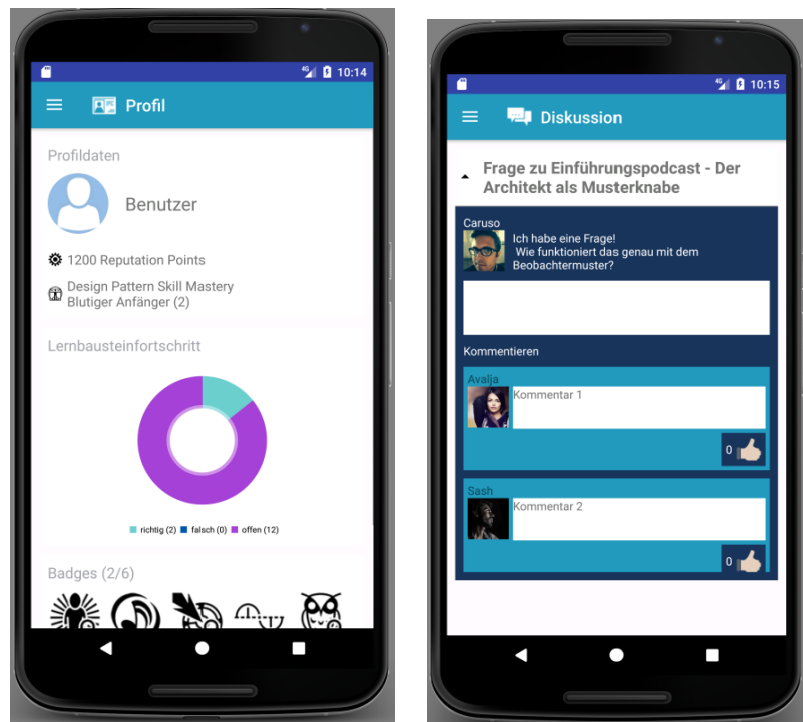 4G 10:14
Profil
Profildaten
Benutzer
1200 Reputation Points
Design Pattern Skill Mastery
Blutiger Anfänger (2)
Lernbausteinfortschritt
richtig (2) falsch (0) offen (12)
Badges (2/6)
4G 10:15
Diskussion
Frage zu Einführungspodcast - Der
Architekt als Musterknabe
Caruso
Ich habe eine Frage!
Wie funktioniert das genau mit dem
Beobachtermuster?
Kommentieren
Avalja
Kommentar 1
0
Sash
Kommentar 2
0